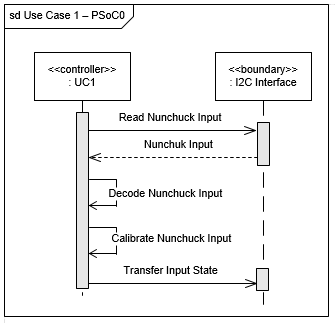 sd Use Case 1 – PSoC0
<<controller>>
: UC1
<<boundary>>
: I2C Interface
Read Nunchuck Input
Nunchuk Input
Decode Nunchuck Input
Calibrate Nunchuck Input
Transfer Input State